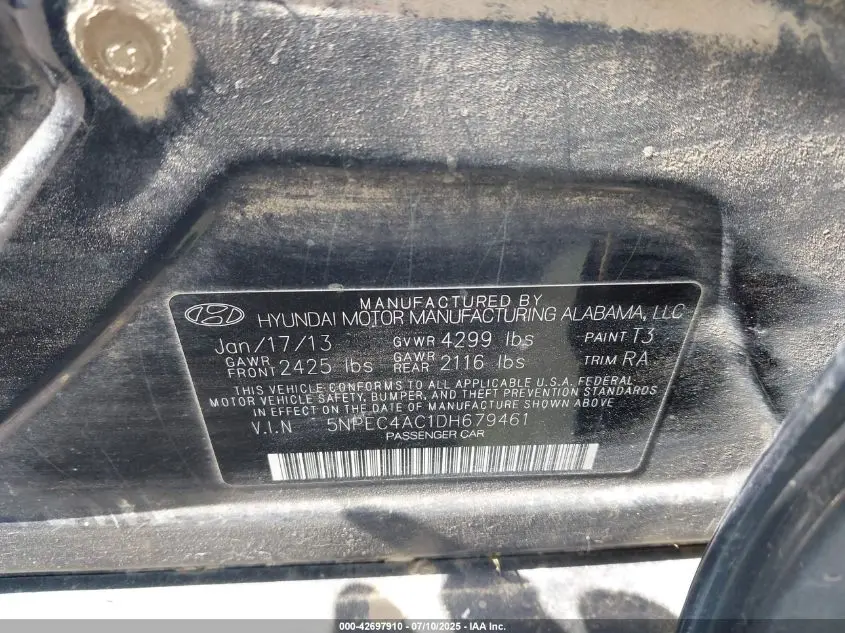 MANUFACTURED BY
HYUNDAI MOTOR MANUFACTURING ALABAMA, LLC
Jan/17/13 GVWR 4299 lbs PAINT T3
GAWR FRONT 2425 lbs GAWR REAR 2116 lbs TRIM RA
THIS VEHICLE CONFORMS TO ALL APPLICABLE U.S.A. FEDERAL
MOTOR VEHICLE SAFETY, BUMPER, AND THEFT PREVENTION STANDARDS
IN EFFECT ON THE DATE OF MANUFACTURE SHOWN ABOVE
V.I.N 5NPEC4AC1DH679461
PASSENGER CAR
000-42697910 - 07/10/2025 - IAA Inc.